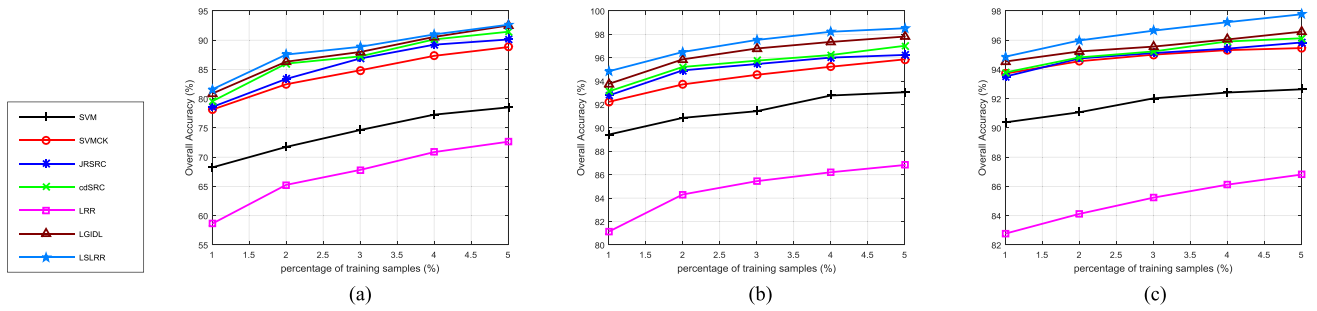 SVM
SVMCK
JRSRC
cdSRC
LRR
LGIDL
LSLRR
Overall Accuracy (%)
95
90
85
80
75
70
65
60
55
1 1.5 2 2.5 3 3.5 4 4.5 5
percentage of training samples (%)
(a)
Overall Accuracy (%)
100
98
96
94
92
90
88
86
84
82
80
1 1.5 2 2.5 3 3.5 4 4.5 5
percentage of training samples (%)
(b)
Overall Accuracy (%)
98
96
94
92
90
88
86
84
82
1 1.5 2 2.5 3 3.5 4 4.5 5
percentage of training samples (%)
(c)